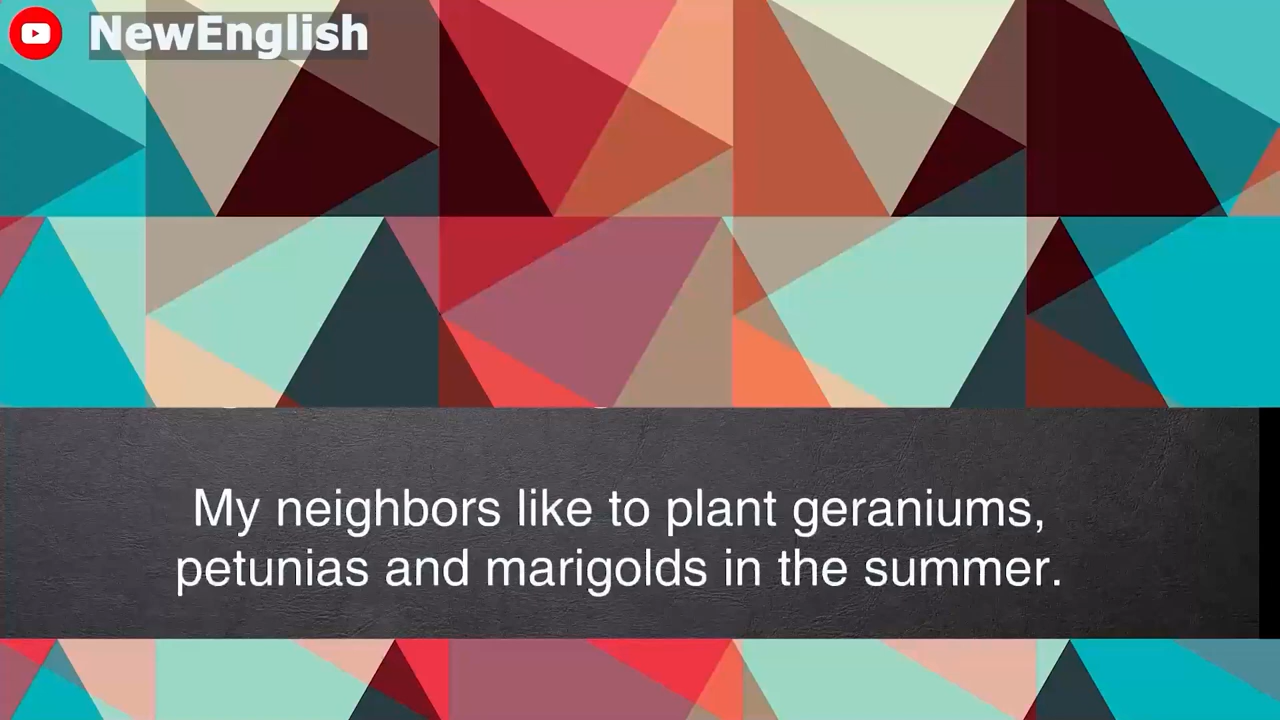 NewEnglish
My neighbors like to plant geraniums,
petunias and marigolds in the summer.